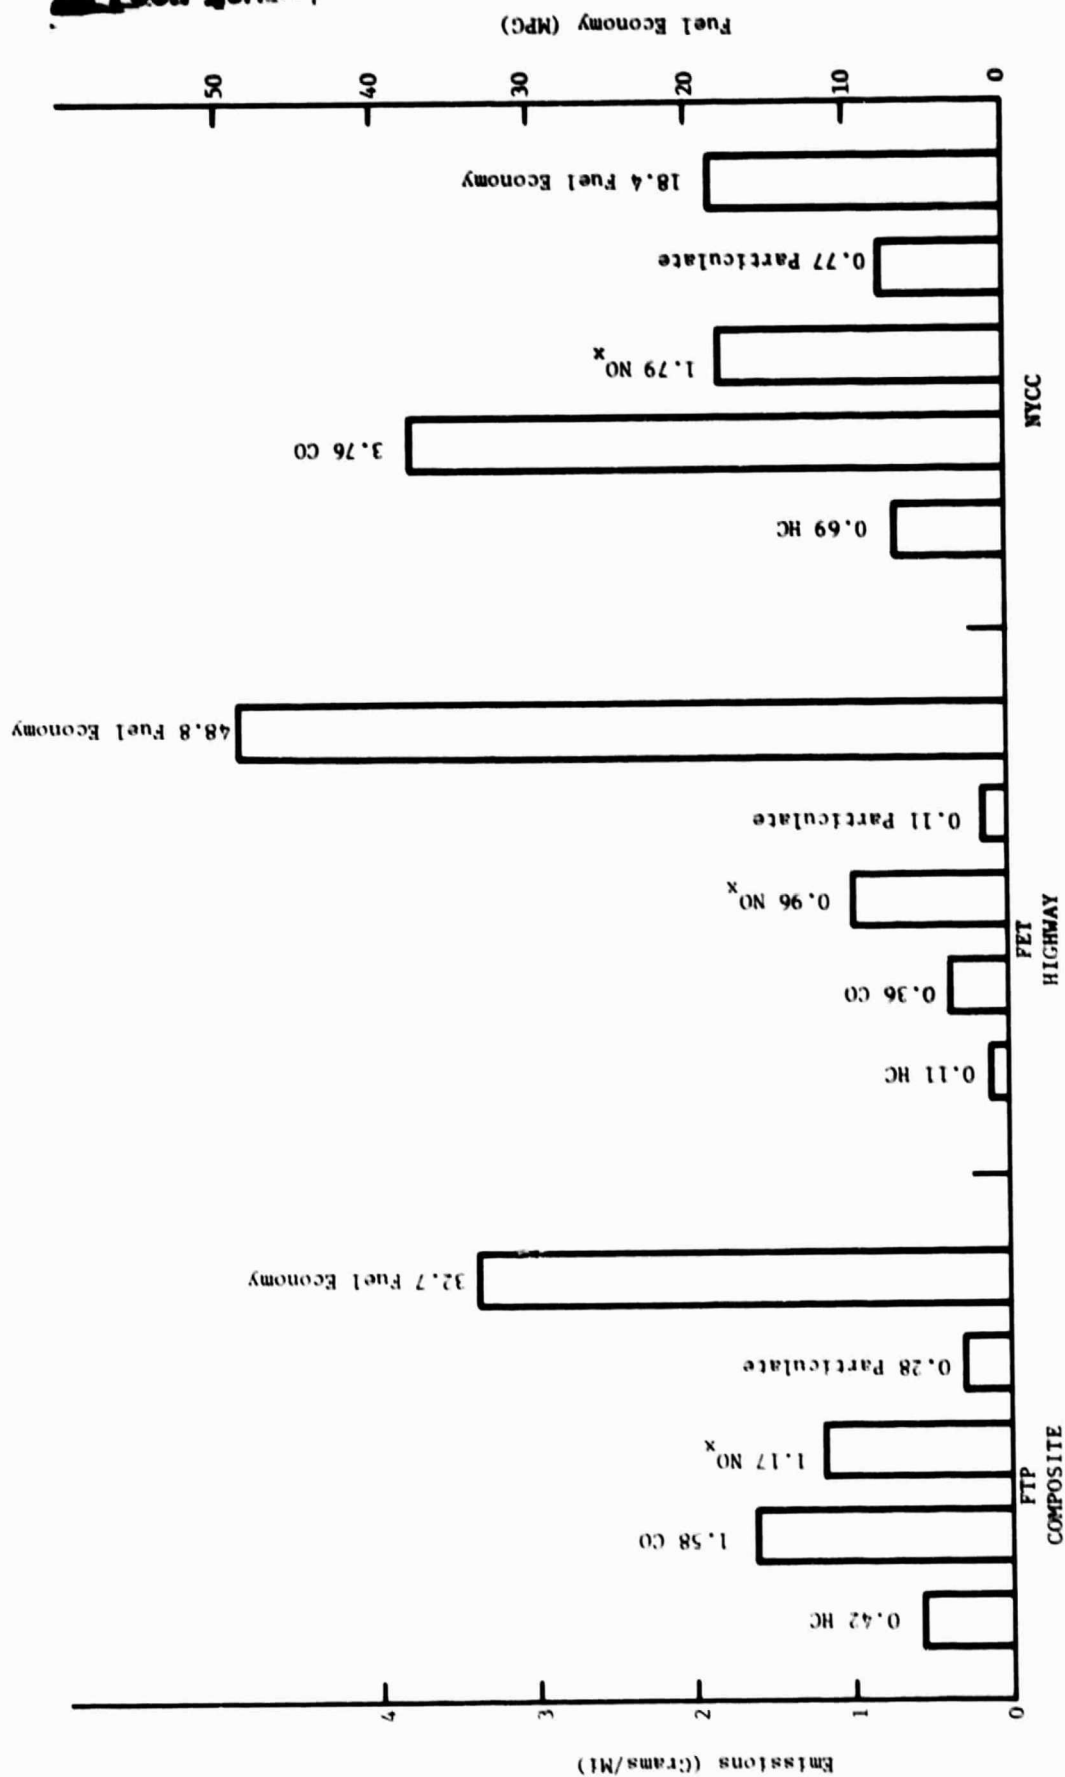 Emissions (Grams/Mi)
4
3
2
1
0
0.42 HC
1.58 CO
1.17 NOx
0.28 Particulate
32.7 Fuel Economy
FTP
COMPOSITE
0.11 HC
0.36 CO
0.96 NOx
0.11 Particulate
48.8 Fuel Economy
FET
HIGHWAY
0.69 HC
3.76 CO
1.79 NOx
0.77 Particulate
18.4 Fuel Economy
NYCC
50
40
30
20
10
0
Fuel Economy (MPG)